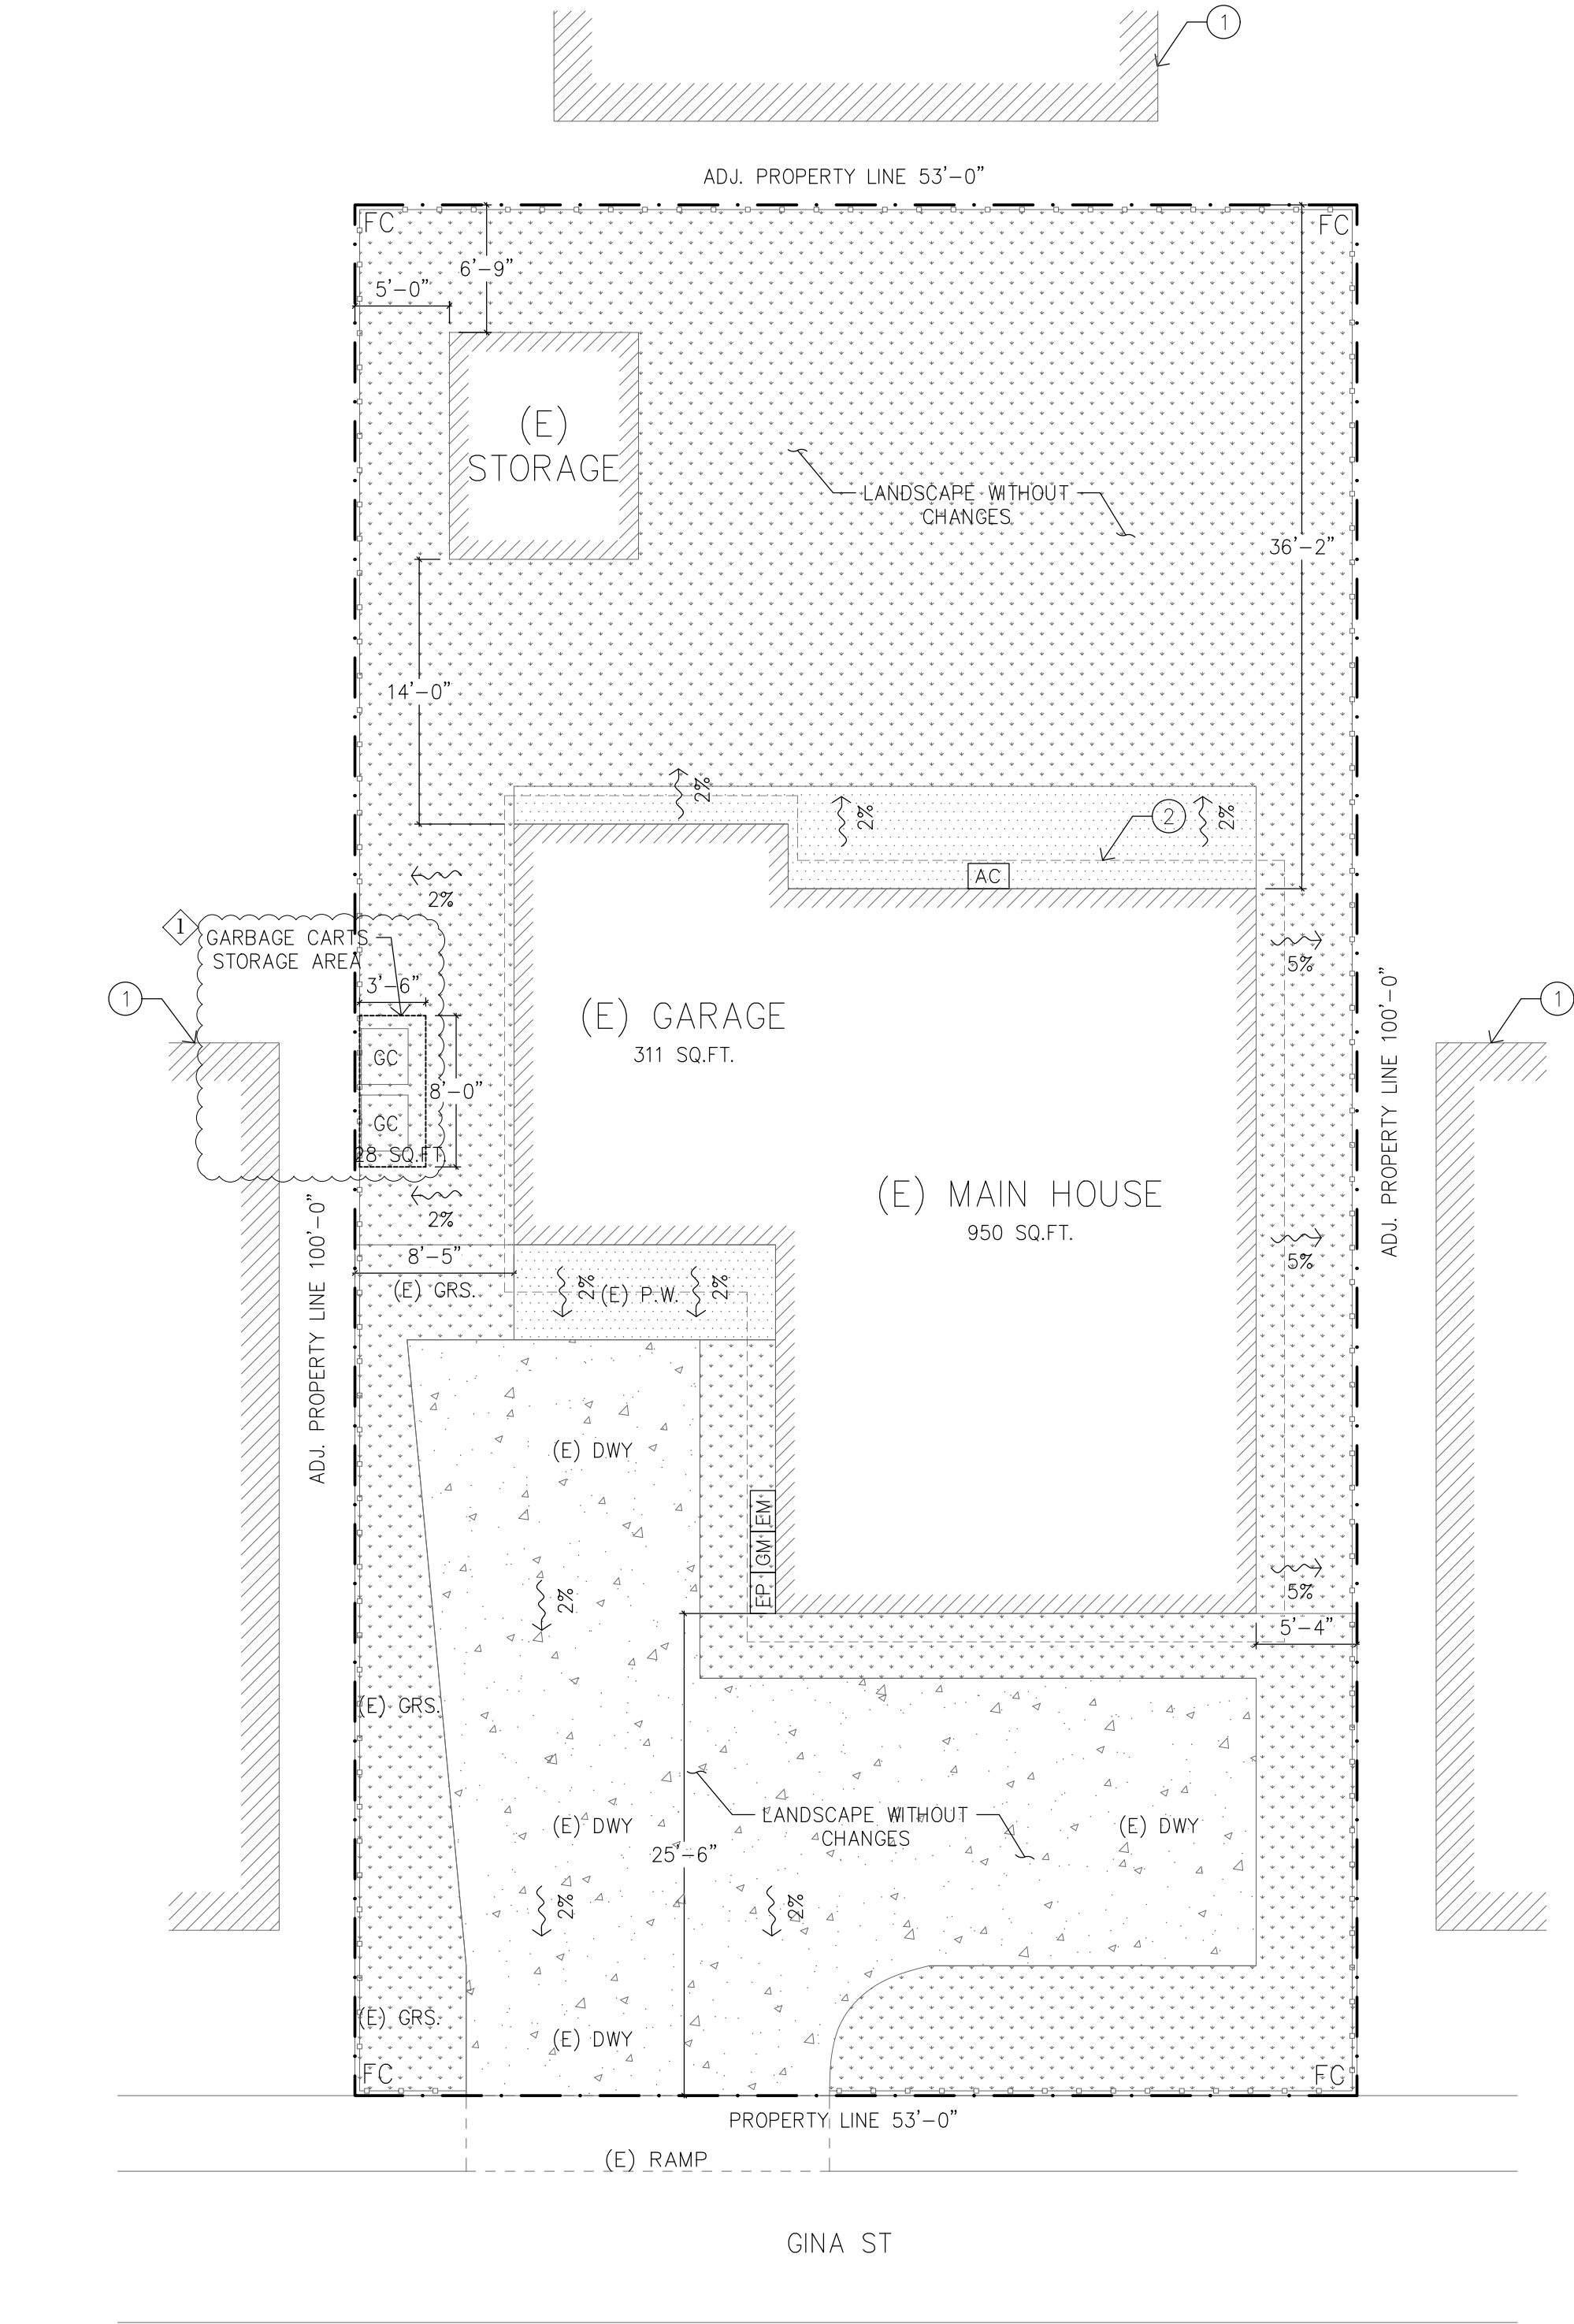 1
ADJ. PROPERTY LINE 53'-0"
FC
FC
6'-9"
5'-0"
(E)
STORAGE
LANDSCAPE WITHOUT
CHANGES
36'-2"
14'-0"
2%
2%
2%
2
AC
2%
1
GARBAGE CARTS
STORAGE AREA
5%
3'-6"
1
1
(E) GARAGE
311 SQ.FT.
GC
8'-0"
GC
28 SQ.FT.
ADJ. PROPERTY LINE 100'-0"
(E) MAIN HOUSE
950 SQ.FT.
2%
5%
8'-5"
(E) GRS.
2%
(E) P.W.
2%
ADJ. PROPERTY LINE 100'-0"
(E) DWY
EM
GM
EP
2%
5%
5'-4"
(E) GRS.
LANDSCAPE WITHOUT
CHANGES
(E) DWY
(E) DWY
25'-6"
2%
2%
(E) GRS.
(E) DWY
FC
FC
PROPERTY LINE 53'-0"
(E) RAMP
GINA ST